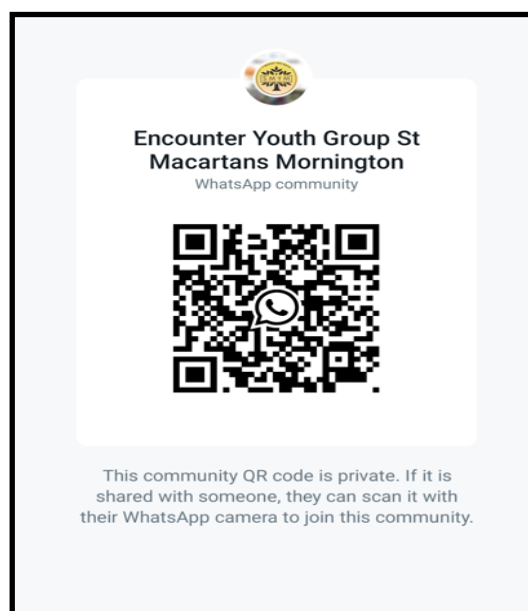 SMYM
Encounter Youth Group St
Macartans Mornington
WhatsApp community
This community QR code is private. If it is
shared with someone, they can scan it with
their WhatsApp camera to join this community.